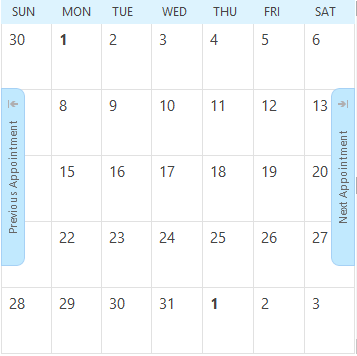 SUN MON TUE WED THU FRI SAT
30 1 2 3 4 5 6
8 9 10 11 12 13
15 16 17 18 19 20
22 23 24 25 26 27
28 29 30 31 1 2 3
Previous Appointment
Next Appointment